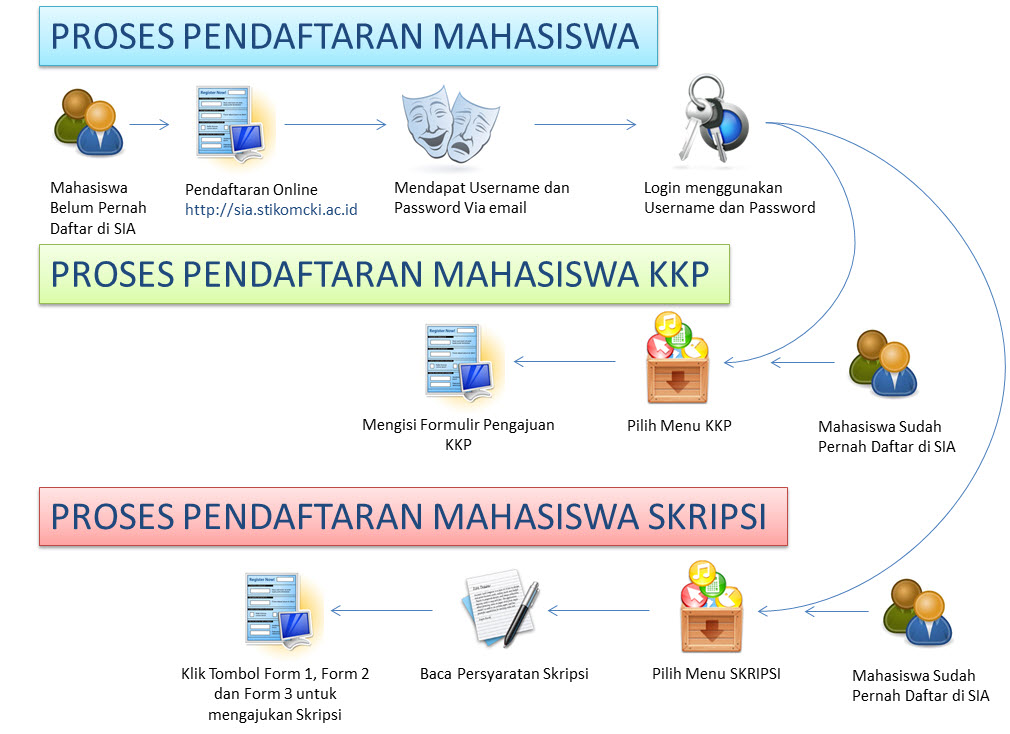 PROSES PENDAFTARAN MAHASISWA
Register Now!
Mahasiswa
Belum Pernah
Daftar di SIA
Pendaftaran Online
http://sia.stikomcki.ac.id
Mendapat Username dan
Password Via email
Login menggunakan
Username dan Password
PROSES PENDAFTARAN MAHASISWA KKP
Register Now!
Mengisi Formulir Pengajuan
KKP
Pilih Menu KKP
Mahasiswa Sudah
Pernah Daftar di SIA
PROSES PENDAFTARAN MAHASISWA SKRIPSI
Register Now!
Klik Tombol Form 1, Form 2
dan Form 3 untuk
mengajukan Skripsi
Baca Persyaratan Skripsi
Pilih Menu SKRIPSI
Mahasiswa Sudah
Pernah Daftar di SIA